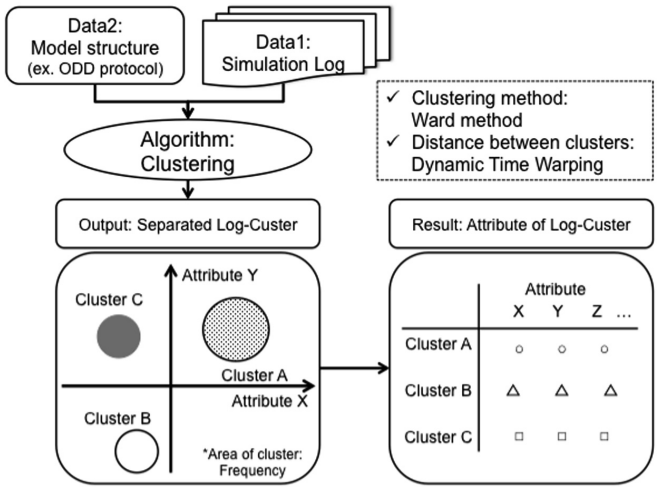 Data2:
Model structure
(ex. ODD protocol)
Data1:
Simulation Log
✓ Clustering method:
Ward method
✓ Distance between clusters:
Dynamic Time Warping
Algorithm:
Clustering
Output: Separated Log-Custer
Result: Attribute of Log-Custer
Attribute Y
Cluster C
Cluster A
Attribute X
Cluster B
*Area of cluster:
Frequency
Attribute
X Y Z ...
Cluster A ○ ○ ○
Cluster B △ △ △
Cluster C □ □ □